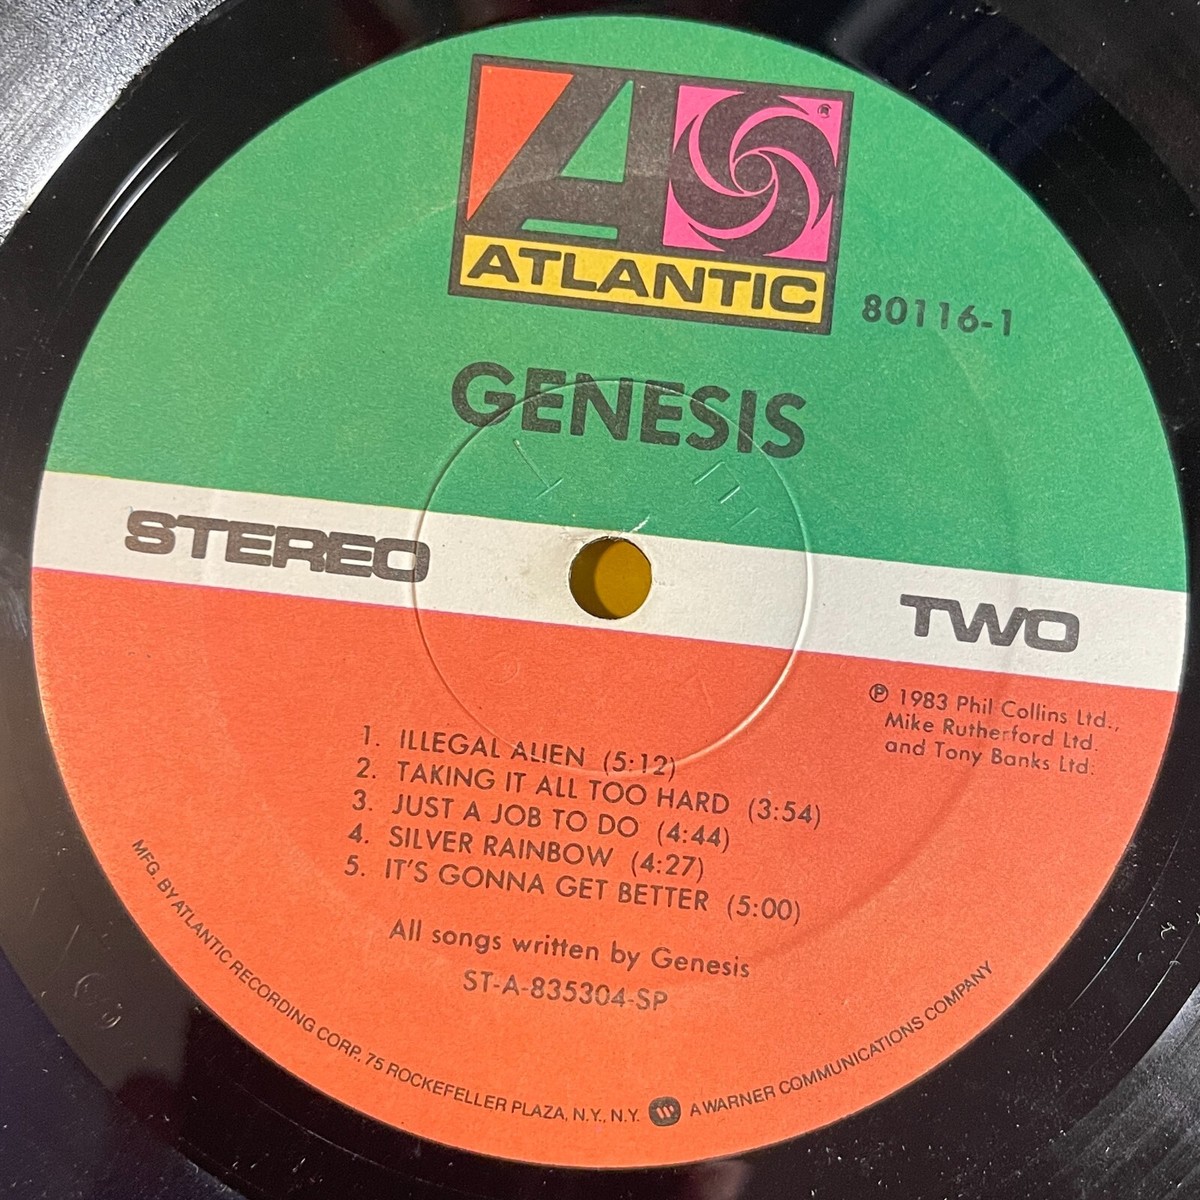 ATLANTIC
®
80116-1
GENESIS
STEREO
TWO
℗ 1983 Phil Collins Ltd.,
Mike Rutherford Ltd.
and Tony Banks Ltd.
1. ILLEGAL ALIEN (5:12)
2. TAKING IT ALL TOO HARD (3:54)
3. JUST A JOB TO DO (4:44)
4. SILVER RAINBOW (4:27)
5. IT'S GONNA GET BETTER (5:00)
All songs written by Genesis
ST-A-835304-SP
MFG. BY ATLANTIC RECORDING CORP., 75 ROCKEFELLER PLAZA, N.Y., N.Y. A WARNER COMMUNICATIONS COMPANY